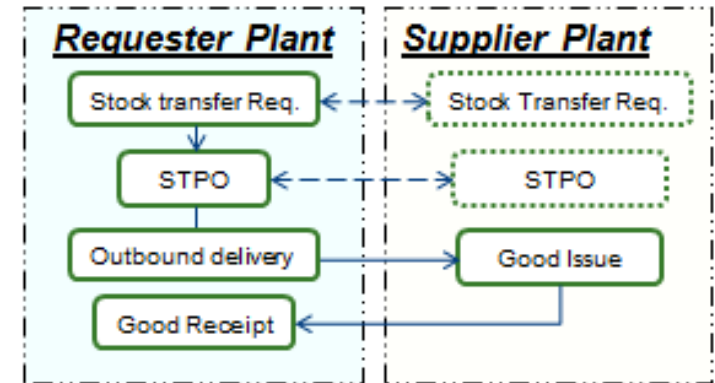 Requester Plant
Supplier Plant
Stock transfer Req.
Stock Transfer Req.
STPO
STPO
Outbound delivery
Good Issue
Good Receipt